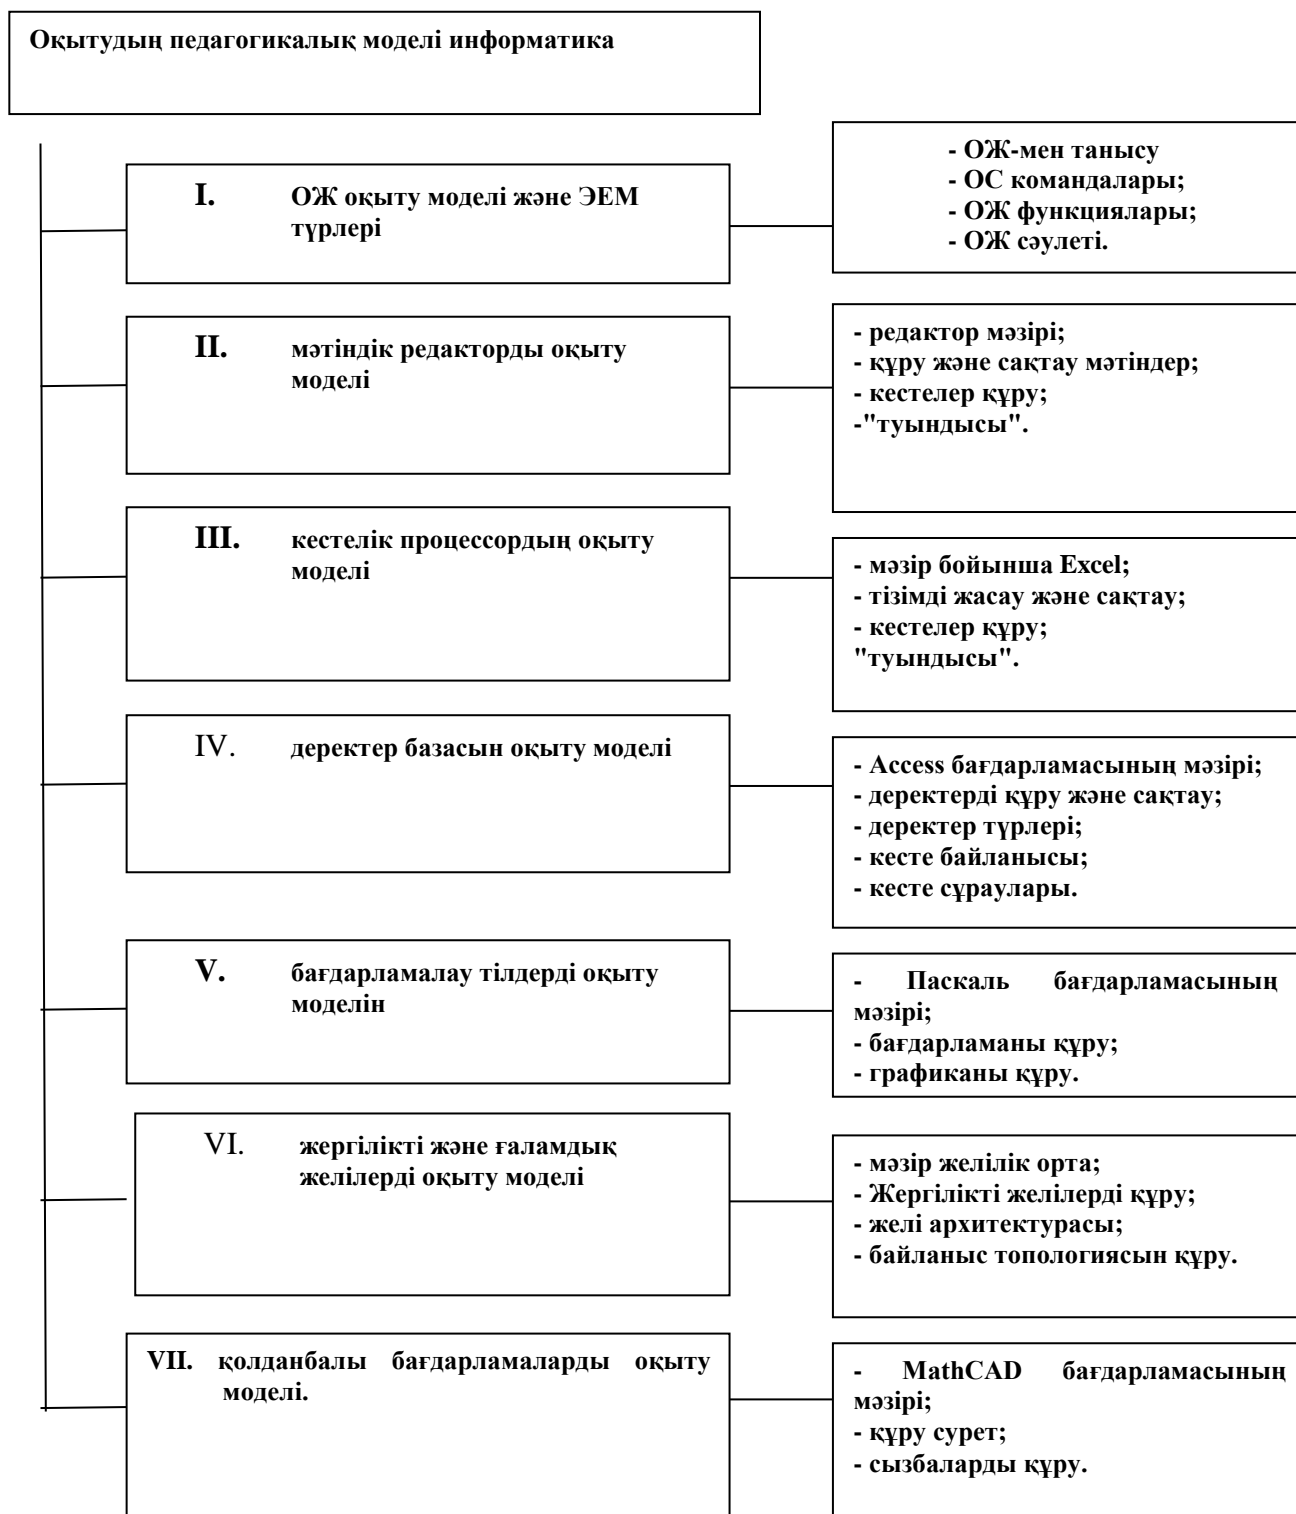 Оқытудың педагогикалық моделі информатика
I. ОЖ оқыту моделі және ЭЕМ
түрлері
- ОЖ-мен танысу
- ОС командалары;
- ОЖ функциялары;
- ОЖ сәулеті.
II. мәтіндік редакторды оқыту
моделі
- редактор мәзірі;
- құру және сақтау мәтіндер;
- кестелер құру;
-"туындысы".
III. кестелік процессордың оқыту
моделі
- мәзір бойынша Excel;
- тізімді жасау және сақтау;
- кестелер құру;
"туындысы".
IV. деректер базасын оқыту моделі
- Access бағдарламасының мәзірі;
- деректерді құру және сақтау;
- деректер түрлері;
- кесте байланысы;
- кесте сұраулары.
V. бағдарламалау тілдерді оқыту
моделін
- Паскаль бағдарламасының
мәзірі;
- бағдарламаны құру;
- графиканы құру.
VI. жергілікті және ғаламдық
желілерді оқыту моделі
- мәзір желілік орта;
- Жергілікті желілерді құру;
- желі архитектурасы;
- байланыс топологиясын құру.
VII. қолданбалы бағдарламаларды оқыту
моделі.
- MathCAD бағдарламасының
мәзірі;
- құру сурет;
- сызбаларды құру.